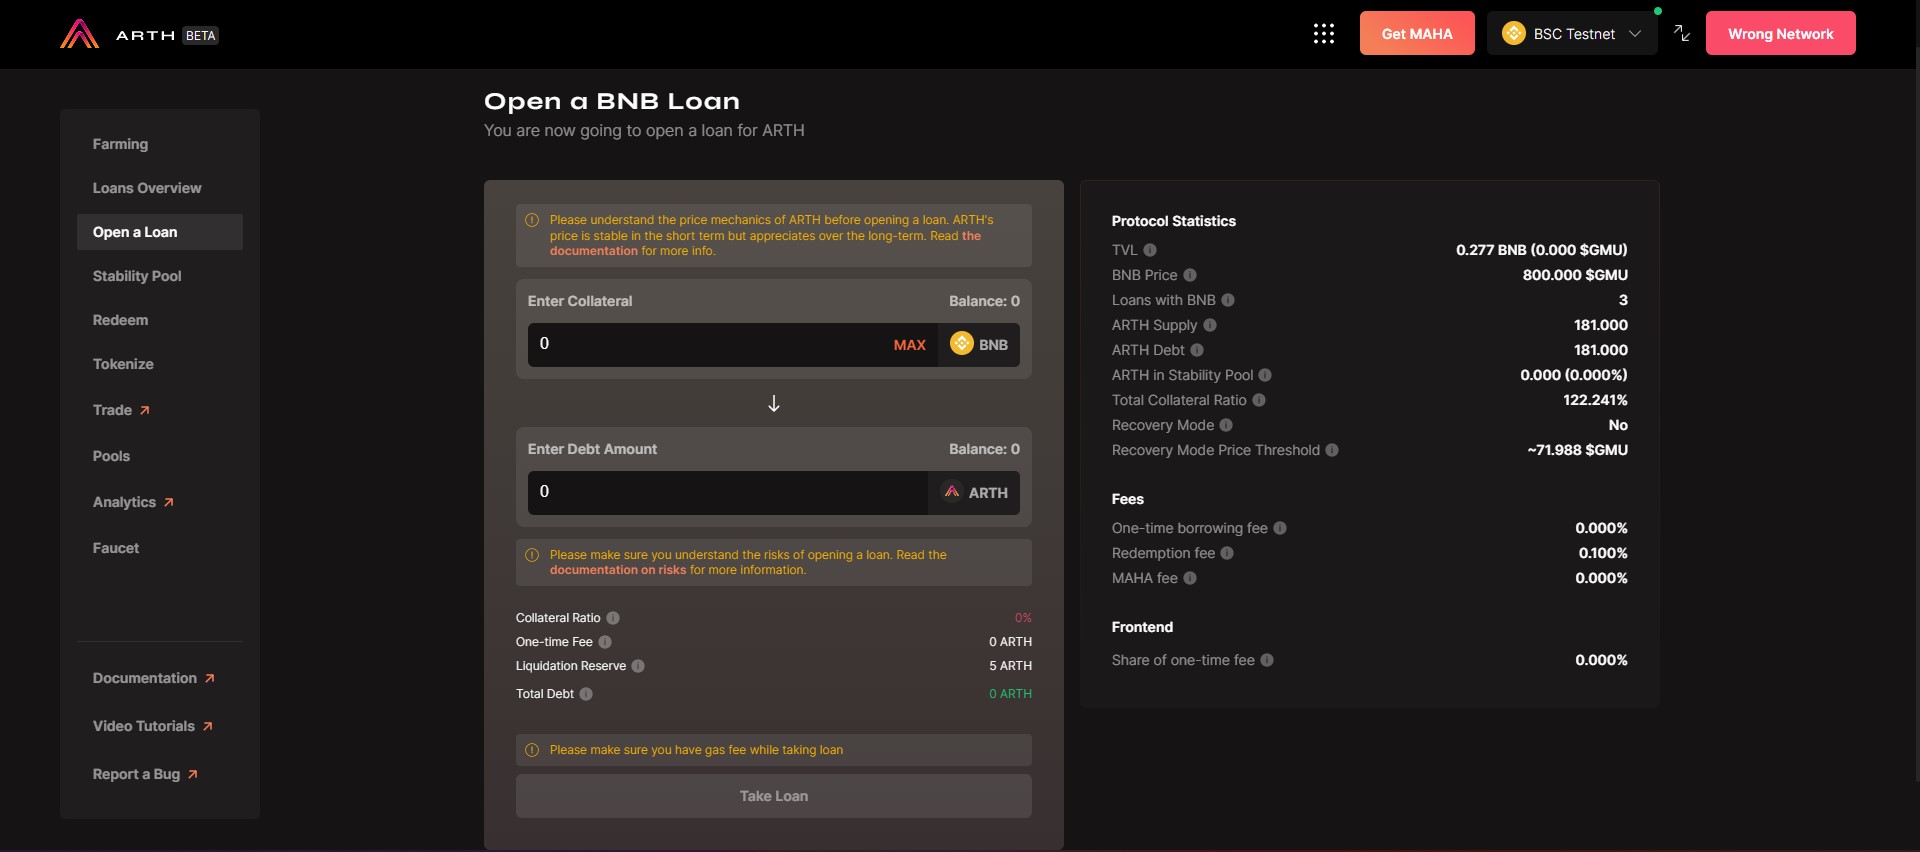 ARTH BETA
Get MAHA
BSC Testnet
Wrong Network
Farming
Loans Overview
Open a Loan
Stability Pool
Redeem
Tokenize
Trade
Pools
Analytics
Faucet
Documentation
Video Tutorials
Report a Bug
Open a BNB Loan
You are now going to open a loan for ARTH
Please understand the price mechanics of ARTH before opening a loan. ARTH's
price is stable in the short term but appreciates over the long-term. Read the
documentation for more info.
Enter Collateral Balance: 0
0 MAX BNB
Enter Debt Amount Balance: 0
0 ARTH
Please make sure you understand the risks of opening a loan. Read the
documentation on risks for more information.
Collateral Ratio 0%
One-time Fee 0 ARTH
Liquidation Reserve 5 ARTH
Total Debt 0 ARTH
Please make sure you have gas fee while taking loan
Take Loan
Protocol Statistics
TVL 0.277 BNB (0.000 $GMU)
BNB Price 800.000 $GMU
Loans with BNB 3
ARTH Supply 181.000
ARTH Debt 181.000
ARTH in Stability Pool 0.000 (0.000%)
Total Collateral Ratio 122.241%
Recovery Mode No
Recovery Mode Price Threshold ~71.988 $GMU
Fees
One-time borrowing fee 0.000%
Redemption fee 0.100%
MAHA fee 0.000%
Frontend
Share of one-time fee 0.000%